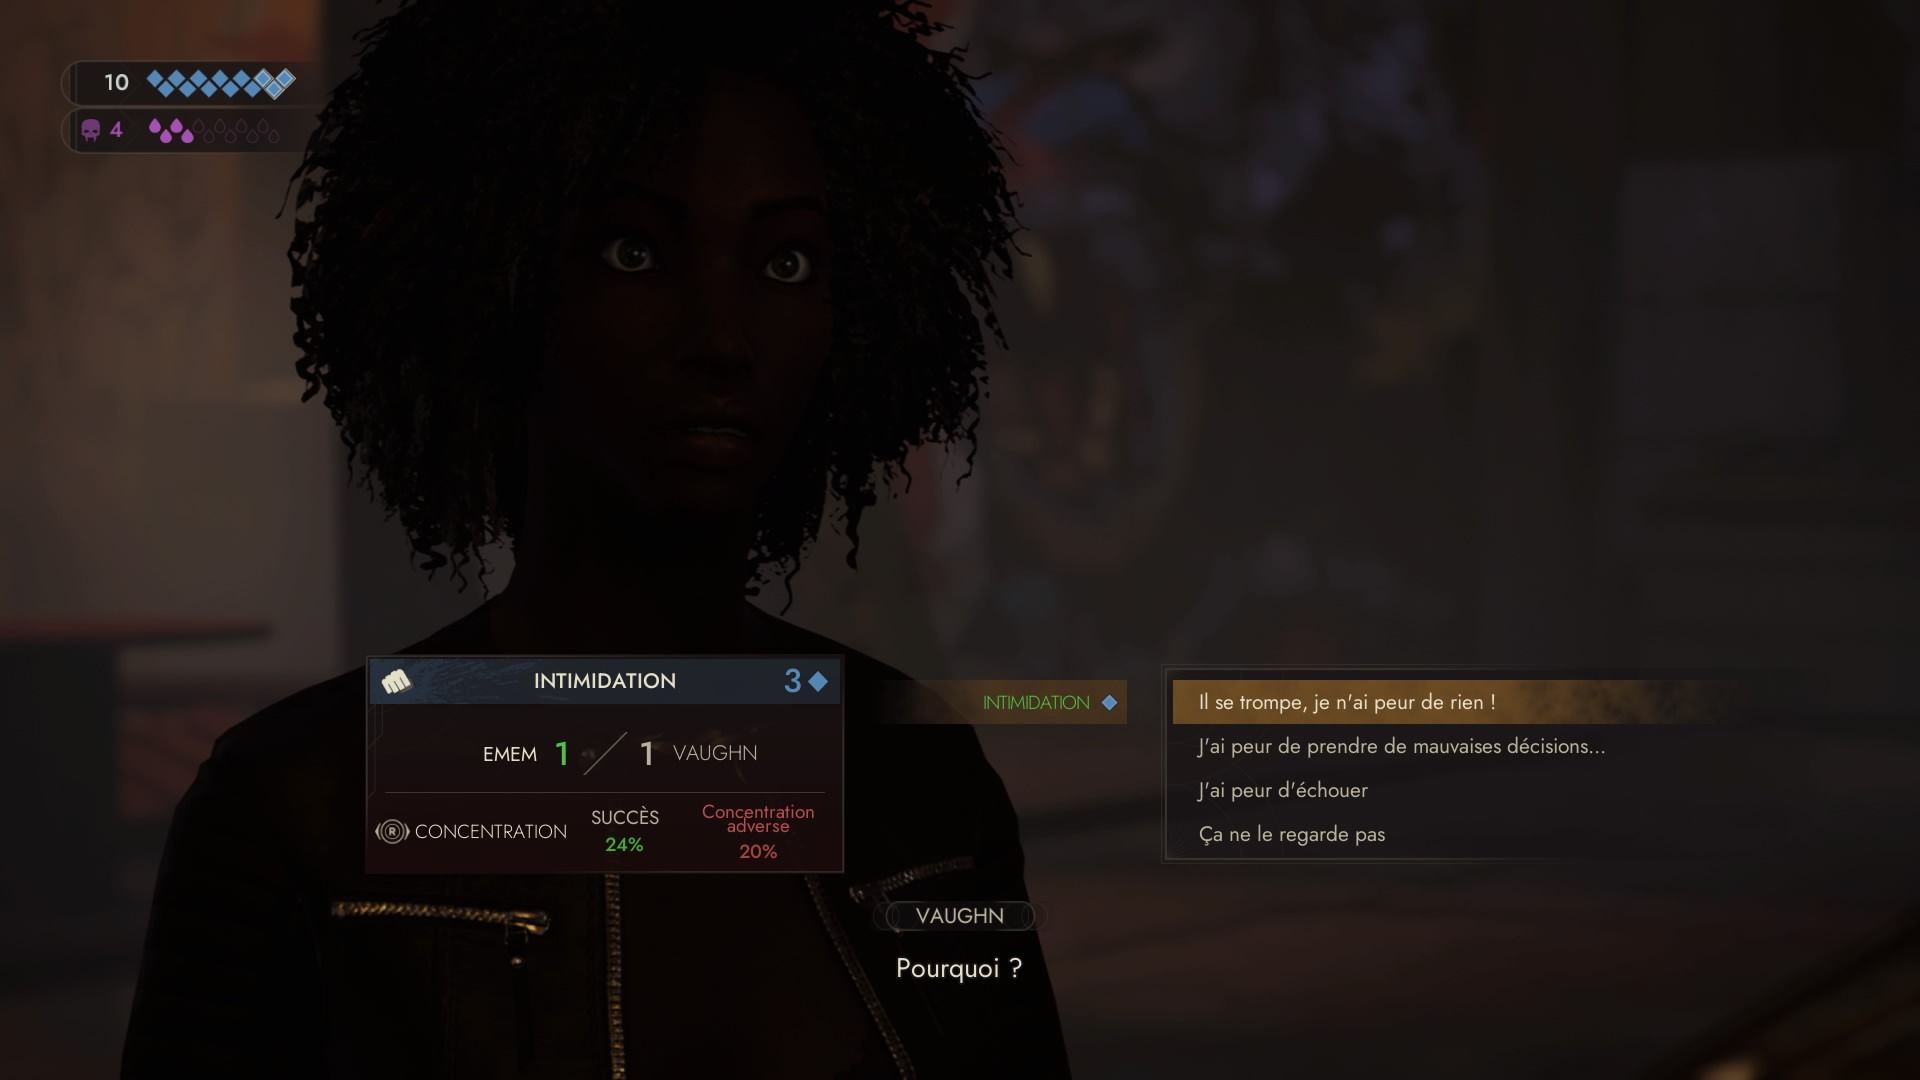 10
4
INTIMIDATION 3
EMEM 1 / 1 VAUGHN
R CONCENTRATION
SUCCÈS
24%
Concentration
adverse
20%
INTIMIDATION
Il se trompe, je n'ai peur de rien !
J'ai peur de prendre de mauvaises décisions...
J'ai peur d'échouer
Ça ne le regarde pas
VAUGHN
Pourquoi ?